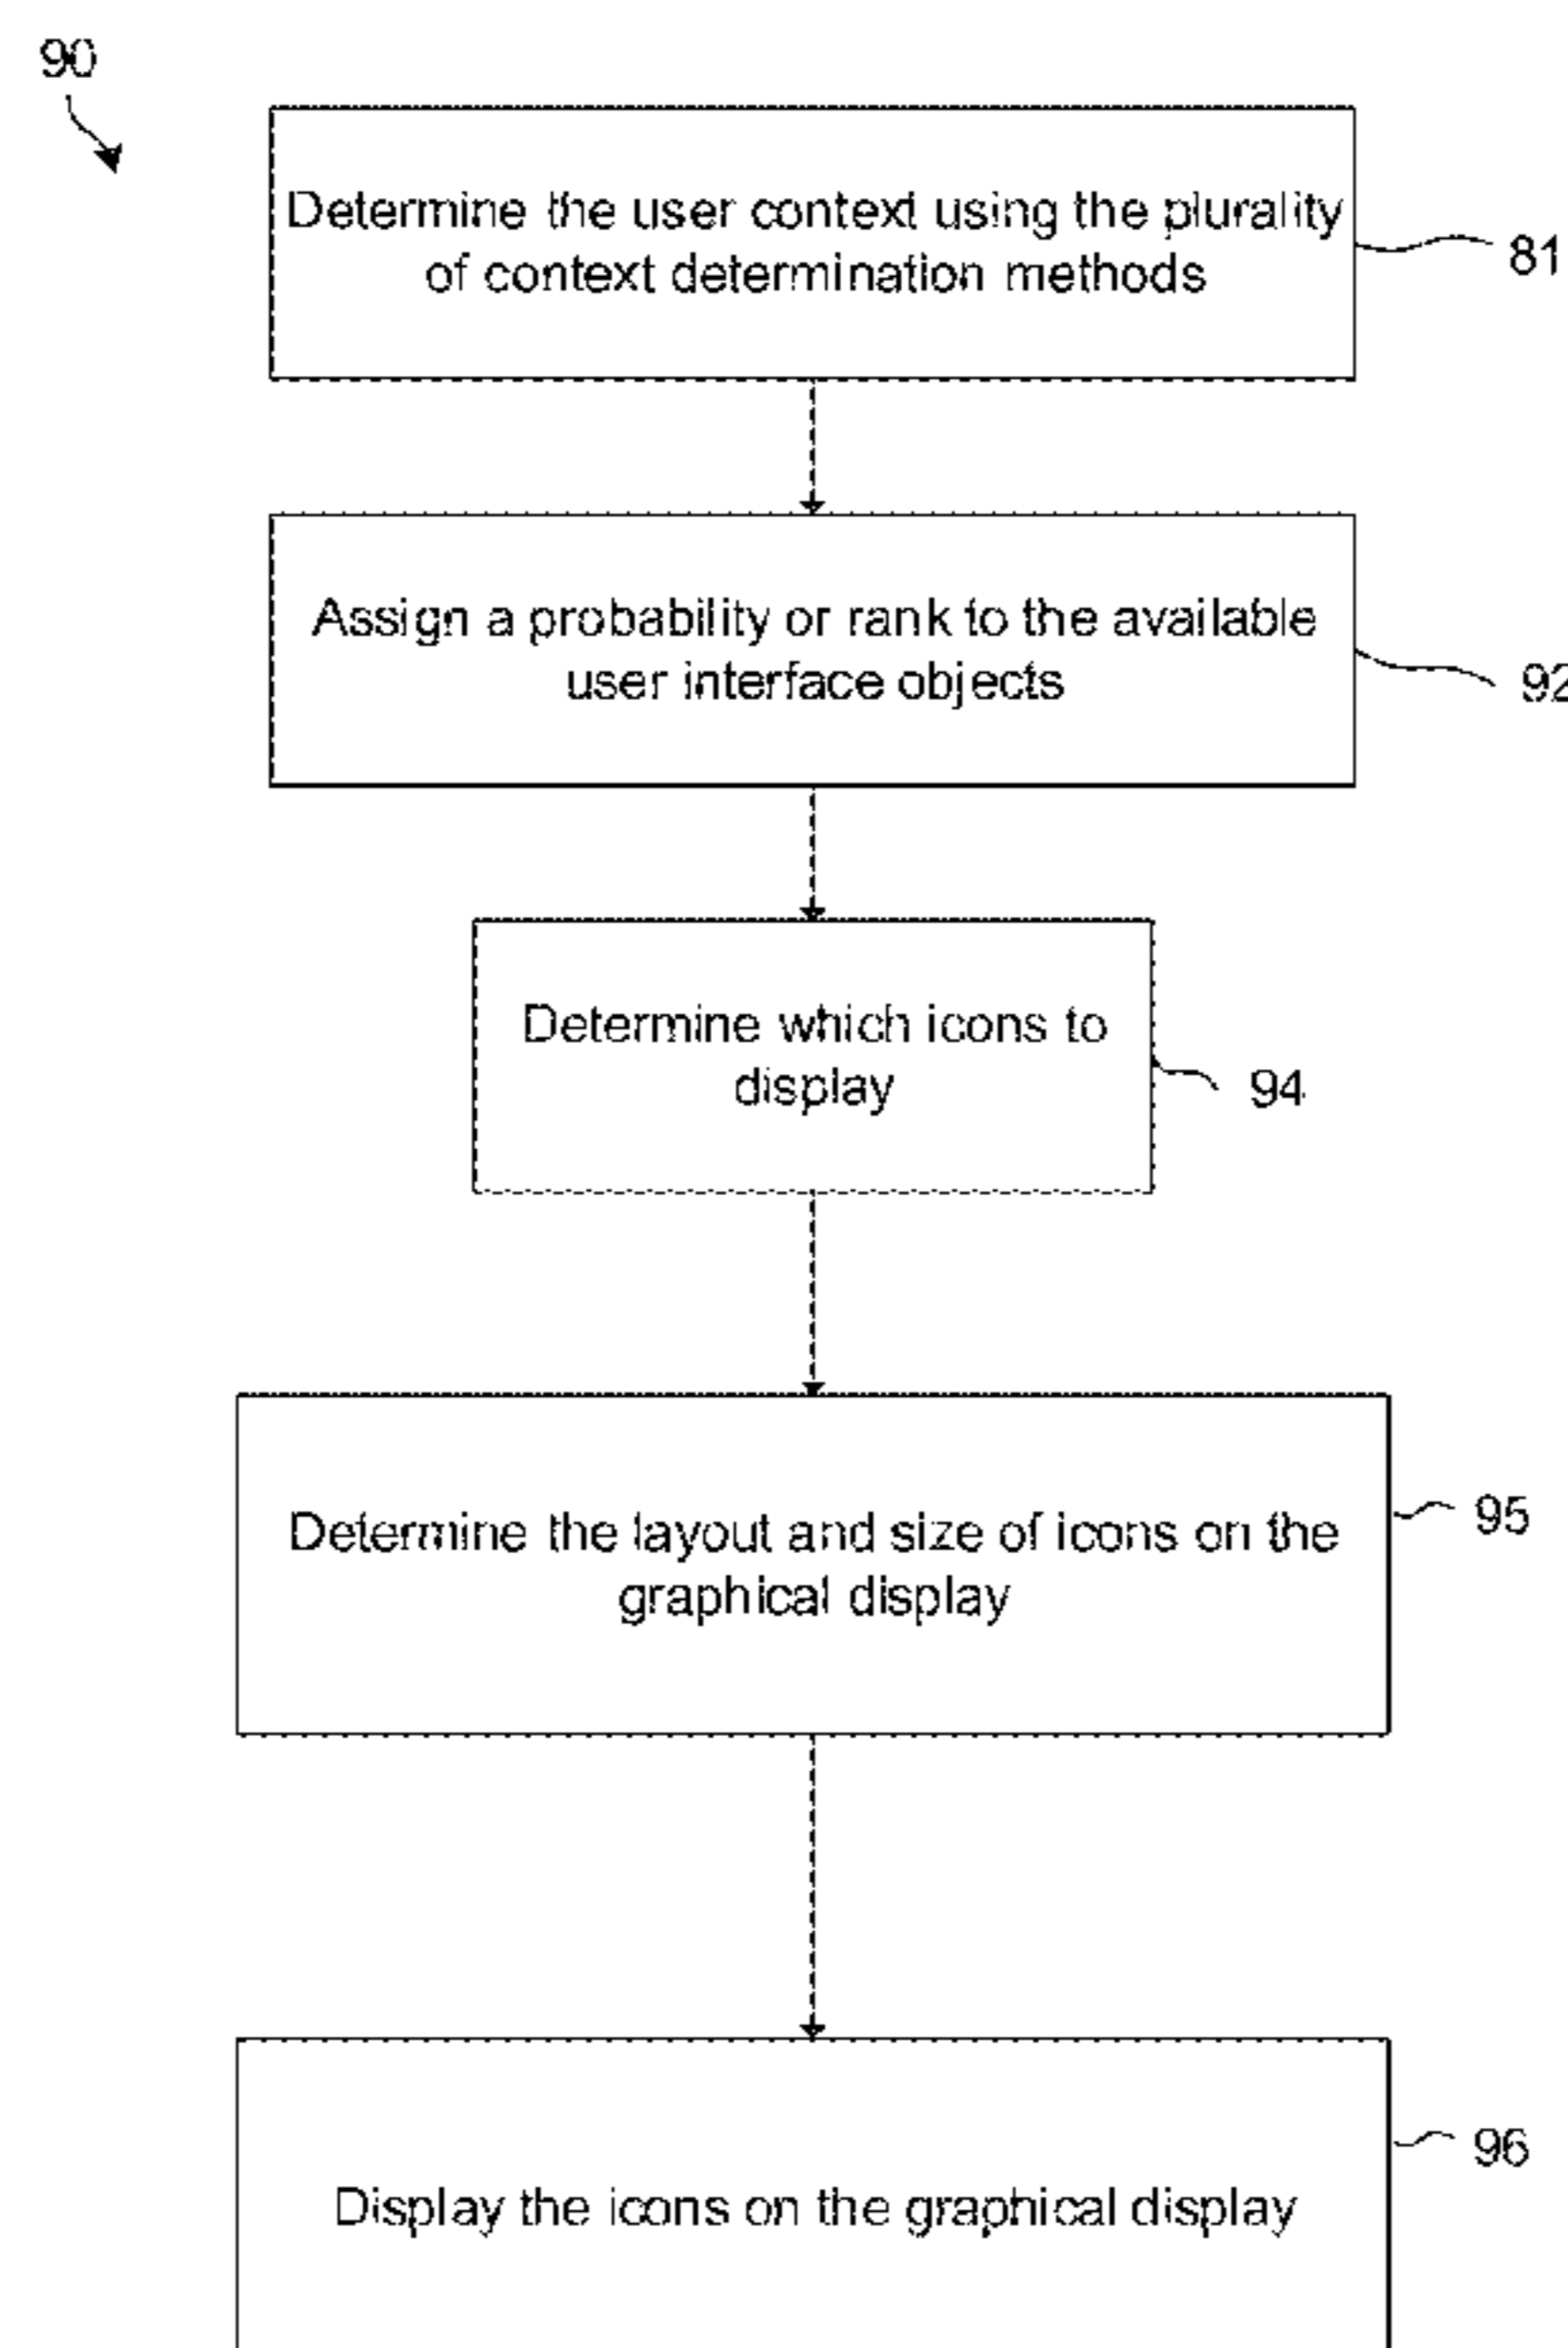 90
Determine the user context using the plurality
of context determination methods
81
Assign a probability or rank to the available
user interface objects
92
Determine which icons to
display
94
Determine the layout and size of icons on the
graphical display
95
Display the icons on the graphical display
96